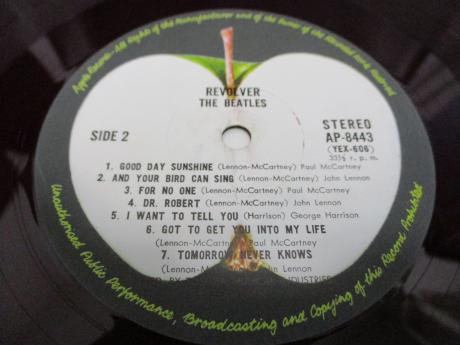 Apple Records - All Rights of the Manufacturer and of the Owner of the Recorded Work Reserved
REVOLVER
THE BEATLES
SIDE 2
STEREO
AP-8443
(YEX-606)
33⅓ r. p. m.
1. GOOD DAY SUNSHINE (Lennon-McCartney) Paul McCartney
2. AND YOUR BIRD CAN SING (Lennon-McCartney) John Lennon
3. FOR NO ONE (Lennon-McCartney) Paul McCartney
4. DR. ROBERT (Lennon-McCartney) John Lennon
5. I WANT TO TELL YOU (Harrison) George Harrison
6. GOT TO GET YOU INTO MY LIFE
(Lennon-McCartney) Paul McCartney
7. TOMORROW NEVER KNOWS
(Lennon-McCartney) John Lennon
BY
INDUSTRIES
Unauthorised Public Performance, Broadcasting and Copying of this Record Prohibited